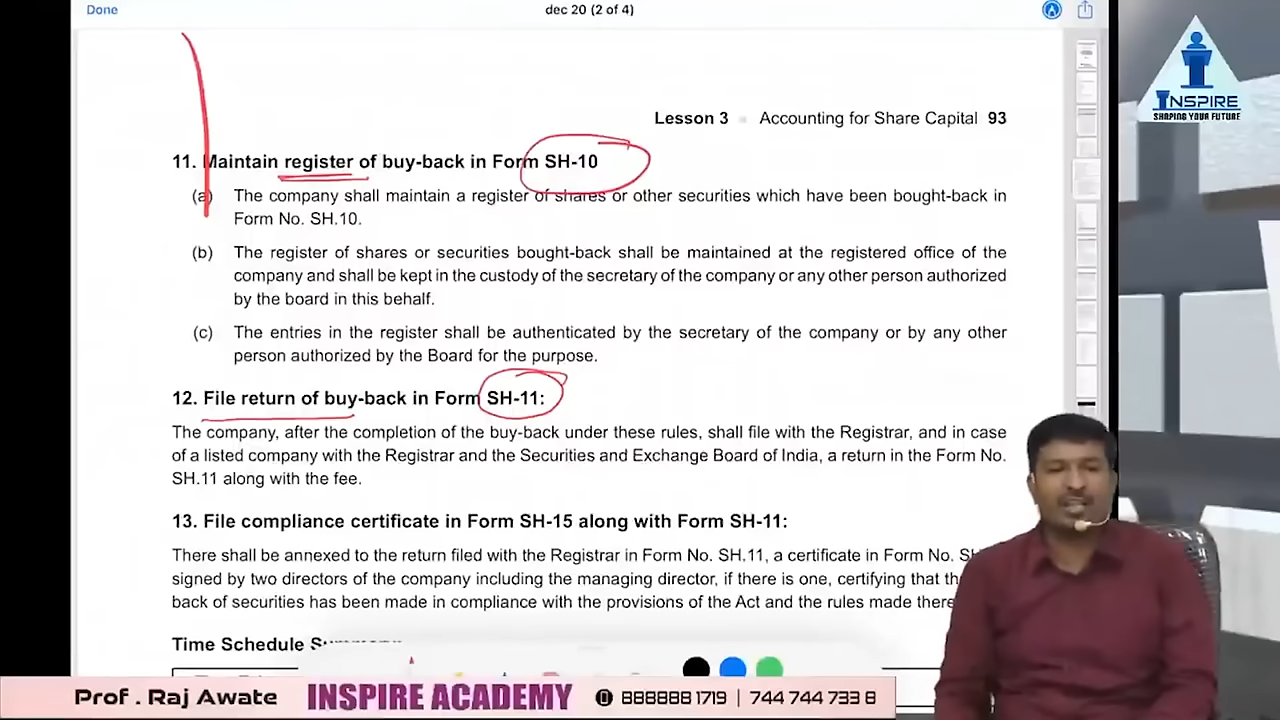 Done
dec 20 (2 of 4)
INSPIRE
SHAPING YOUR FUTURE
Lesson 3 Accounting for Share Capital 93
11. Maintain register of buy-back in Form SH-10
(a) The company shall maintain a register of shares or other securities which have been bought-back in
Form No. SH.10.
(b) The register of shares or securities bought-back shall be maintained at the registered office of the
company and shall be kept in the custody of the secretary of the company or any other person authorized
by the board in this behalf.
(c) The entries in the register shall be authenticated by the secretary of the company or by any other
person authorized by the Board for the purpose.
12. File return of buy-back in Form SH-11:
The company, after the completion of the buy-back under these rules, shall file with the Registrar, and in case
of a listed company with the Registrar and the Securities and Exchange Board of India, a return in the Form No.
SH.11 along with the fee.
13. File compliance certificate in Form SH-15 along with Form SH-11:
There shall be annexed to the return filed with the Registrar in Form No. SH.11, a certificate in Form No.
signed by two directors of the company including the managing director, if there is one, certifying that
back of securities has been made in compliance with the provisions of the Act and the rules made
Time Schedule
Prof . Raj Awate INSPIRE ACADEMY 888888 1719 | 744 744 733 8